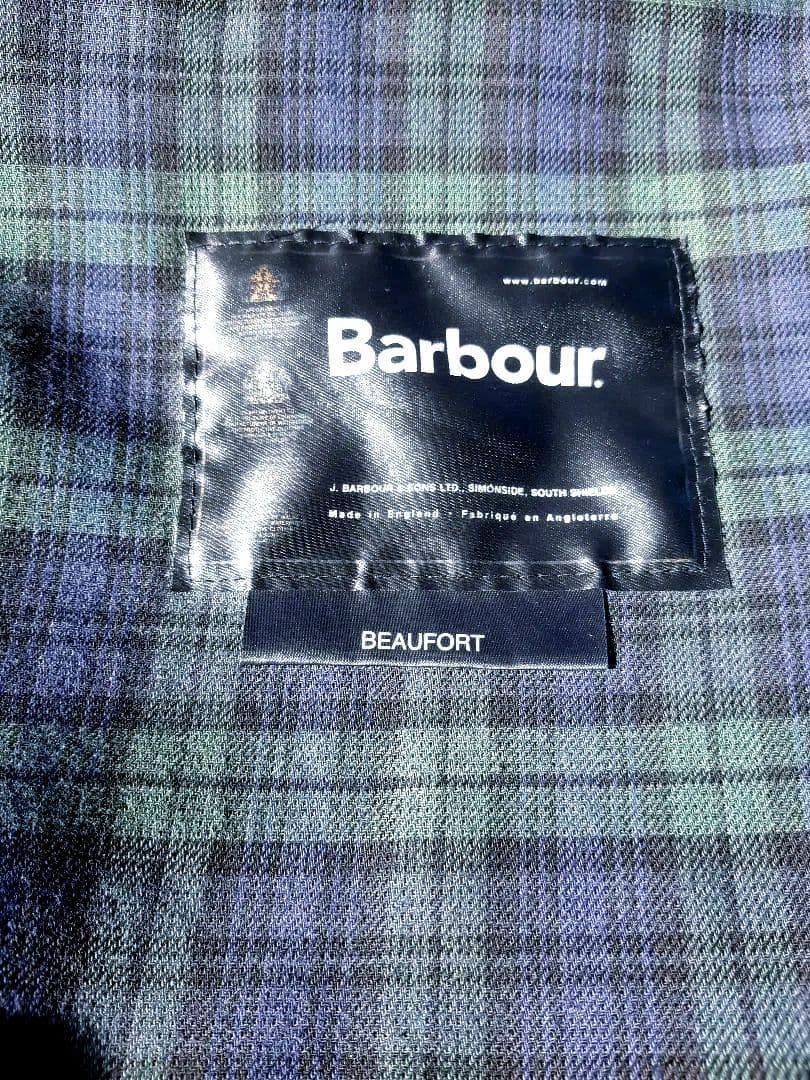 www.barbour.com
Barbour.
J. BARBOUR & SONS LTD., SIMONSIDE, SOUTH SHIELDS
Made in England - Fabriqué en Angleterre
BEAUFORT